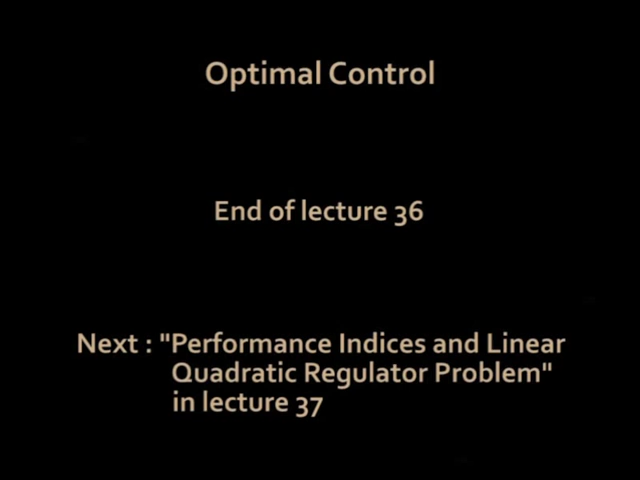 Optimal Control
End of lecture 36
Next : "Performance Indices and Linear
Quadratic Regulator Problem"
in lecture 37